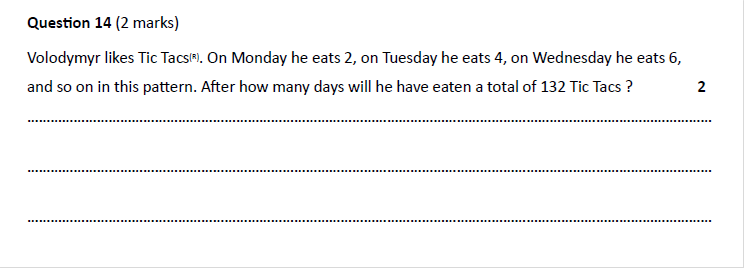 Question 14 (2 marks)
Volodymyr likes Tic Tacs(R). On Monday he eats 2, on Tuesday he eats 4, on Wednesday he eats 6,
and so on in this pattern. After how many days will he have eaten a total of 132 Tic Tacs ? 2